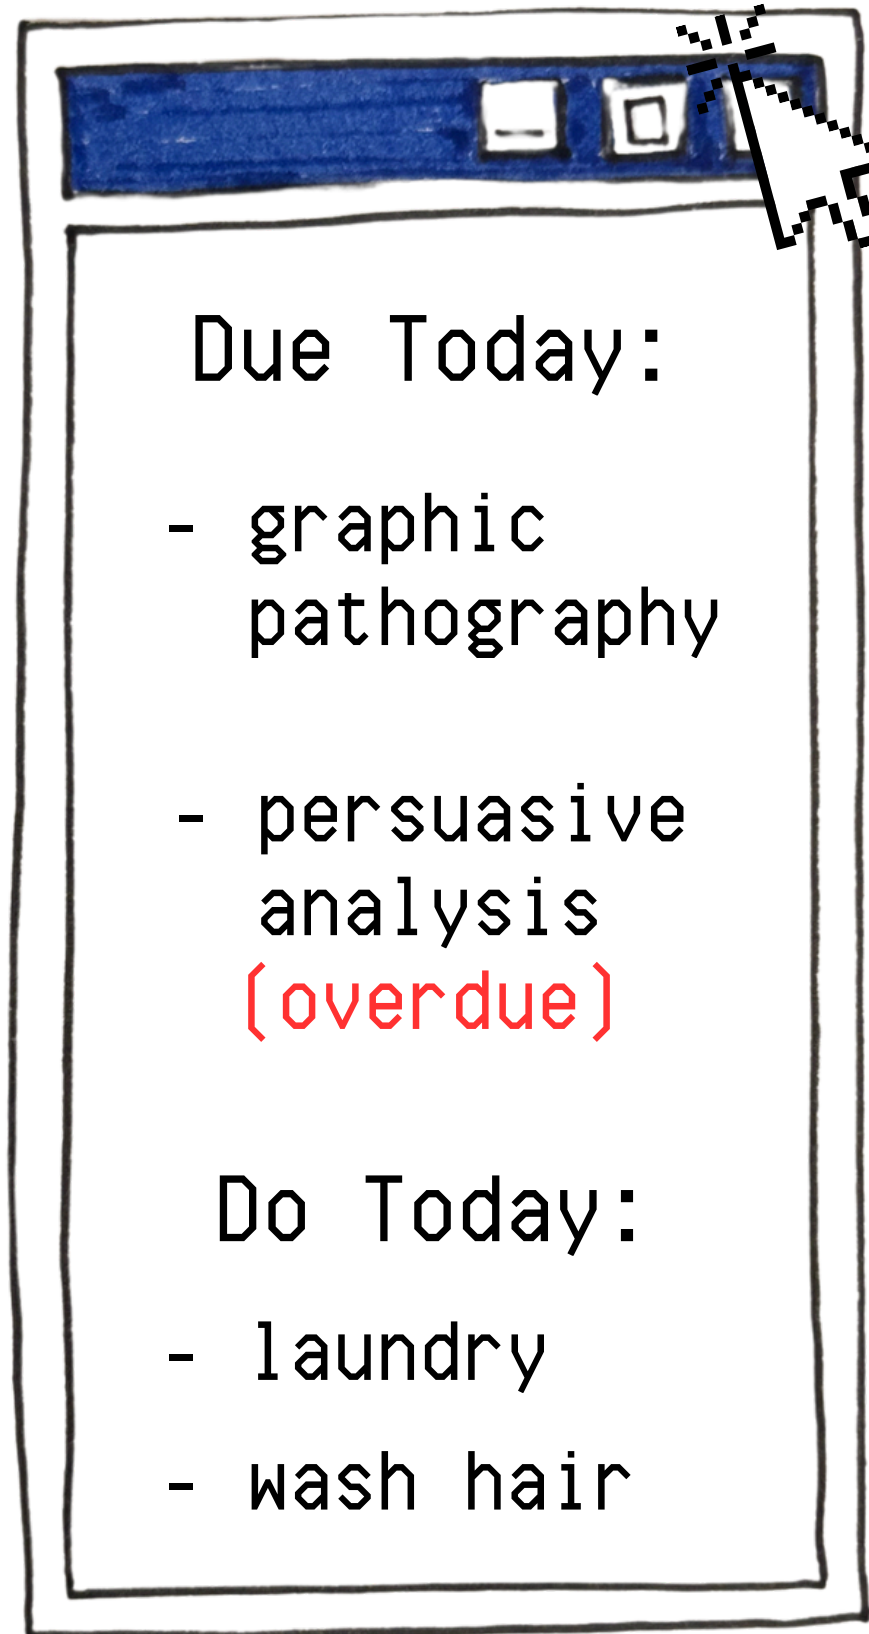 Due Today:
- graphic
pathography
- persuasive
analysis
(overdue)
Do Today:
- laundry
- wash hair